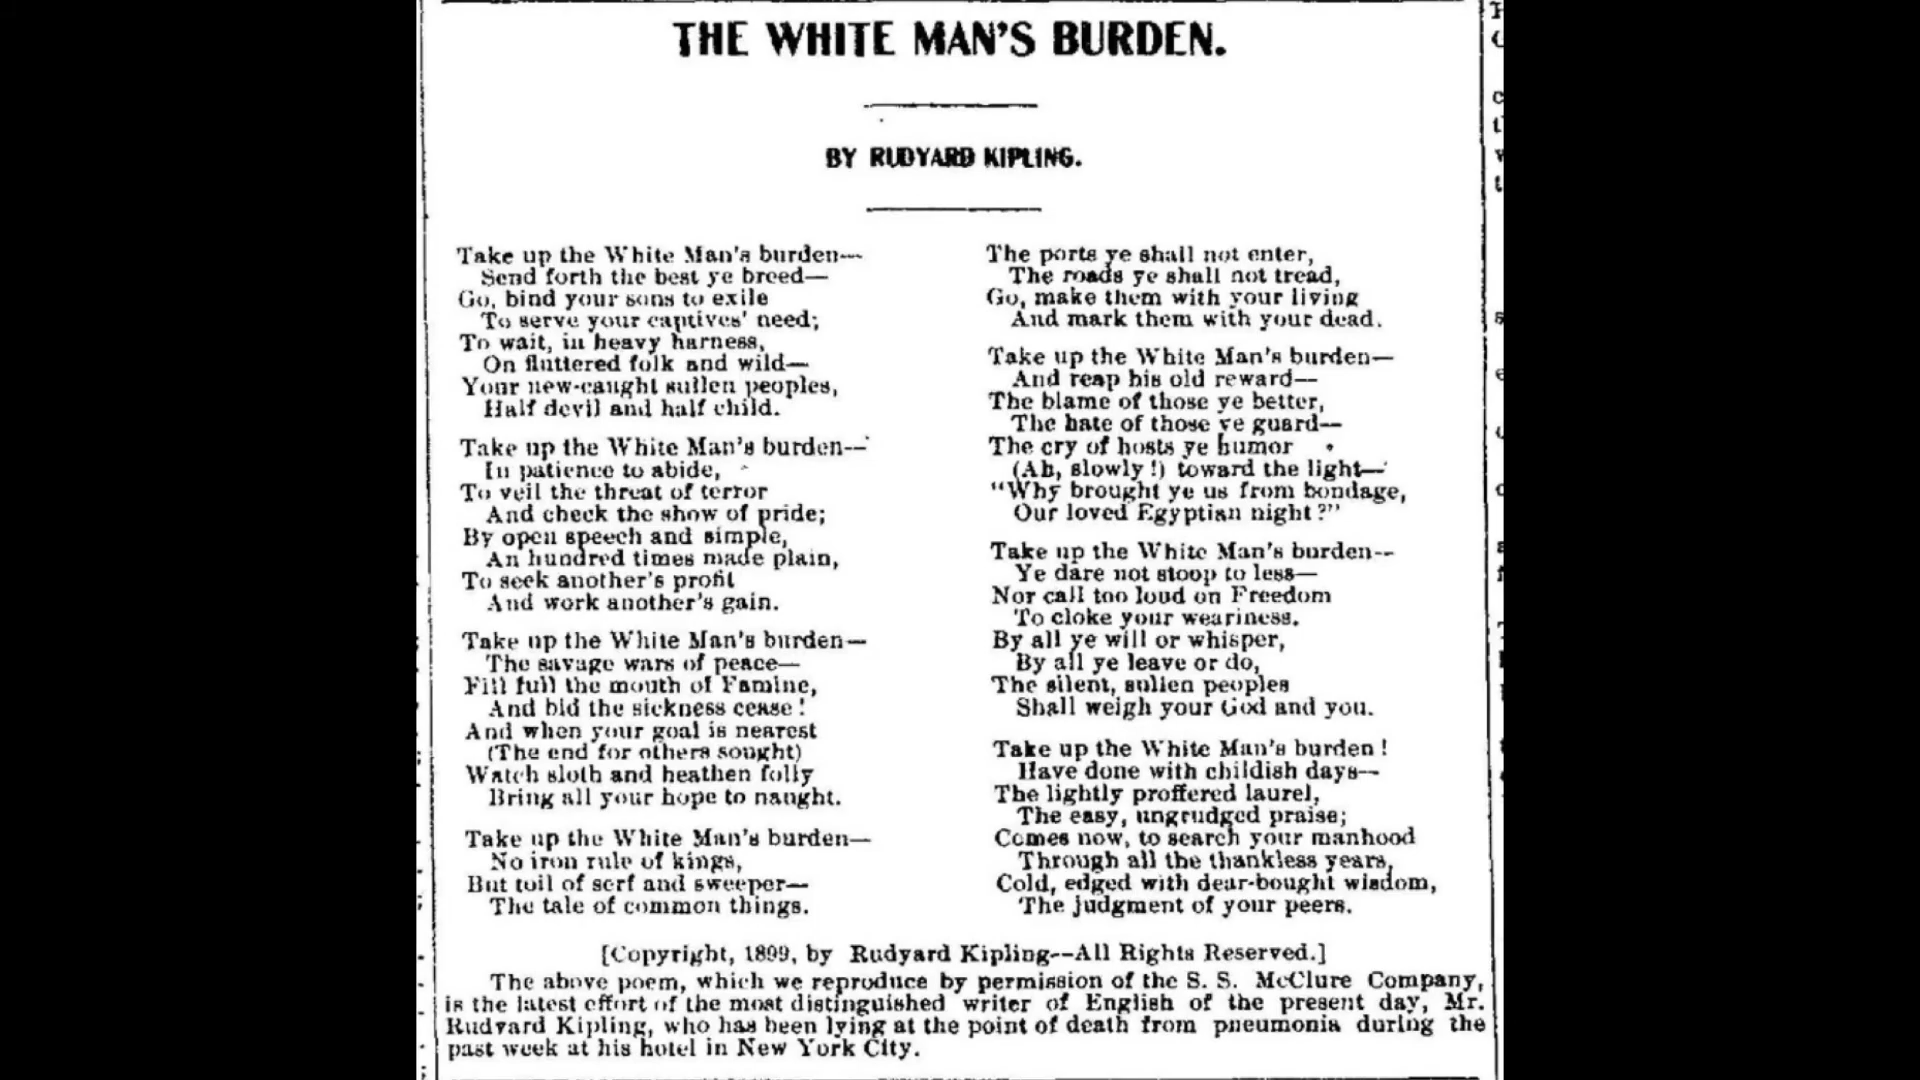 THE WHITE MAN'S BURDEN.
BY RUDYARD KIPLING.
Take up the White Man's burden—
Send forth the best ye breed—
Go, bind your sons to exile
To serve your captives' need;
To wait, in heavy harness,
On fluttered folk and wild—
Your new-caught sullen peoples,
Half devil and half child.
Take up the White Man's burden—
In patience to abide,
To veil the threat of terror
And check the show of pride;
By open speech and simple,
An hundred times made plain,
To seek another's profit
And work another's gain.
Take up the White Man's burden—
The savage wars of peace—
Fill full the mouth of Famine,
And bid the sickness cease!
And when your goal is nearest
(The end for others sought)
Watch sloth and heathen folly
Bring all your hope to naught.
Take up the White Man's burden—
No iron rule of kings,
But toil of serf and sweeper—
The tale of common things.
The ports ye shall not enter,
The roads ye shall not tread,
Go, make them with your living
And mark them with your dead.
Take up the White Man's burden—
And reap his old reward—
The blame of those ye better,
The hate of those ye guard—
The cry of hosts ye humor
(Ah, slowly!) toward the light—
"Why brought ye us from bondage,
Our loved Egyptian night?"
Take up the White Man's burden—
Ye dare not stoop to less—
Nor call too loud on Freedom
To cloke your weariness.
By all ye will or whisper,
By all ye leave or do,
The silent, sullen peoples
Shall weigh your God and you.
Take up the White Man's burden!
Have done with childish days—
The lightly proffered laurel,
The easy, ungrudged praise;
Comes now, to search your manhood
Through all the thankless years,
Cold, edged with dear-bought wisdom,
The judgment of your peers.
[Copyright, 1899, by Rudyard Kipling—All Rights Reserved.]
The above poem, which we reproduce by permission of the S. S. McClure Company,
is the latest effort of the most distinguished writer of English of the present day, Mr.
Rudyard Kipling, who has been lying at the point of death from pneumonia during the
past week at his hotel in New York City.